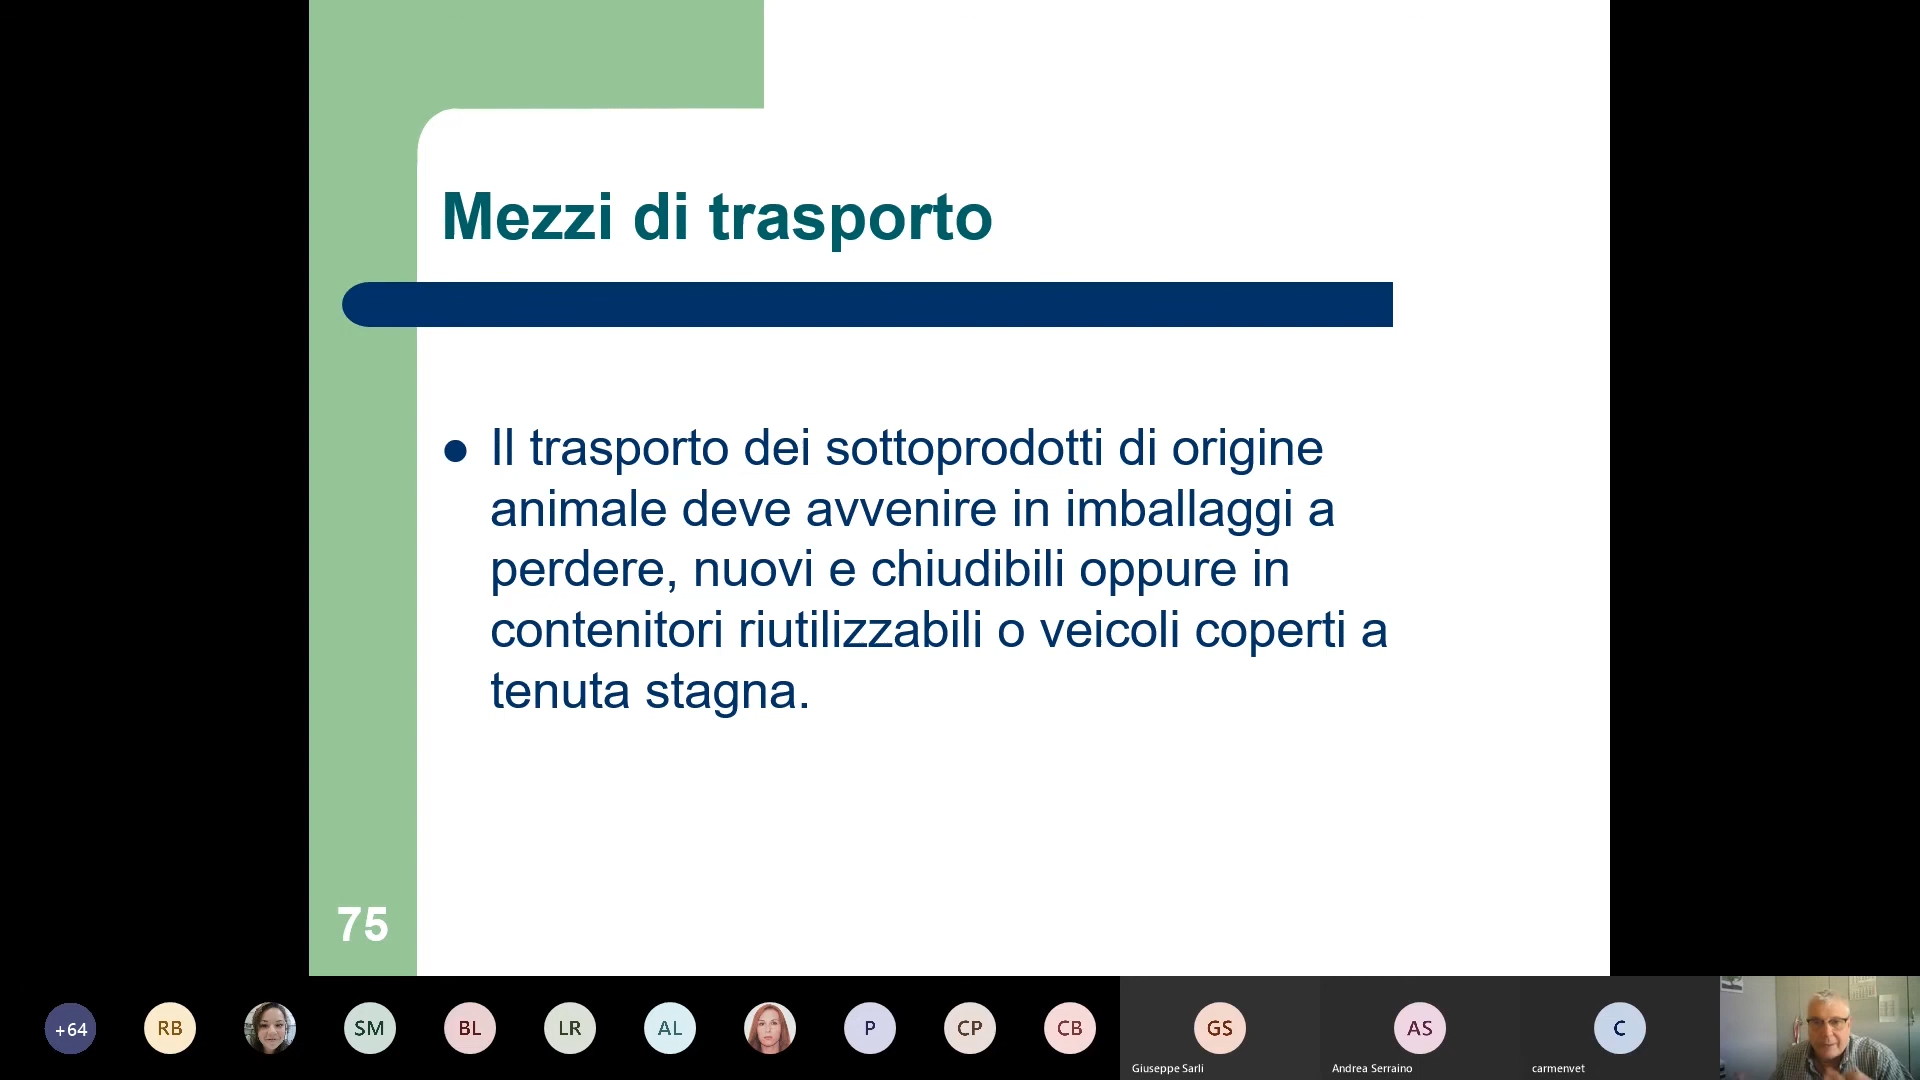 Mezzi di trasporto
Il trasporto dei sottoprodotti di origine
animale deve avvenire in imballaggi a
perdere, nuovi e chiudibili oppure in
contenitori riutilizzabili o veicoli coperti a
tenuta stagna.
75
+64
RB
SM
BL
LR
AL
P
CP
CB
GS
AS
C
Giuseppe Sarli
Andrea Serraino
carmenvet